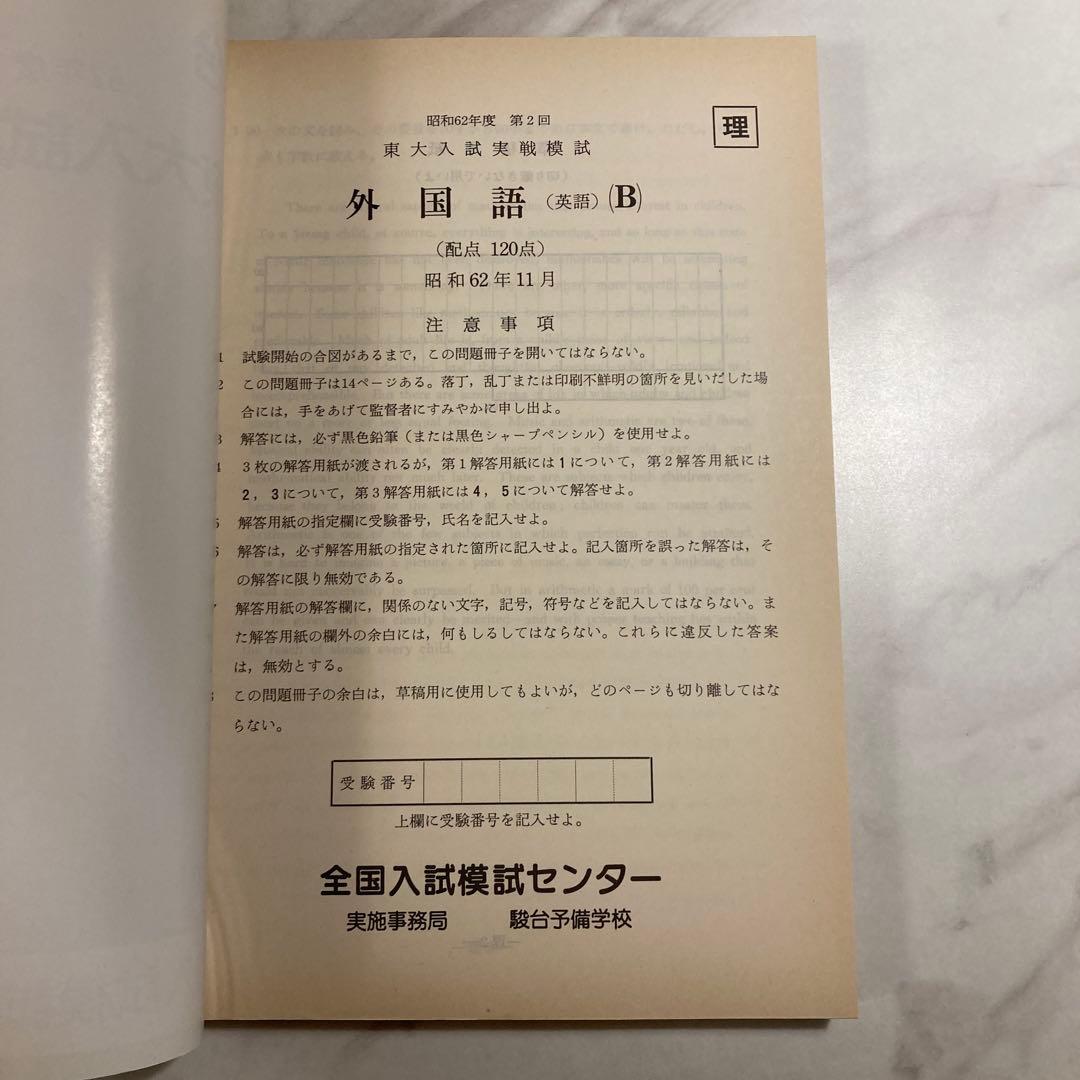 昭和62年度 第2回
理
東大入試実戦模試
外国語(英語)(B)
(配点 120点)
昭和62年11月
注意事項
1 試験開始の合図があるまで,この問題冊子を開いてはならない。
2 この問題冊子は14ページある。落丁,乱丁または印刷不鮮明の箇所を見いだした場
合には,手をあげて監督者にすみやかに申し出よ。
3 解答には,必ず黒色鉛筆(または黒色シャープペンシル)を使用せよ。
4 3枚の解答用紙が渡されるが,第1解答用紙には1について,第2解答用紙には
2,3について,第3解答用紙には4,5について解答せよ。
5 解答用紙の指定欄に受験番号,氏名を記入せよ。
6 解答は,必ず解答用紙の指定された箇所に記入せよ。記入箇所を誤った解答は,そ
の解答に限り無効である。
7 解答用紙の解答欄に,関係のない文字,記号,符号などを記入してはならない。ま
た解答用紙の欄外の余白には,何もしるしてはならない。これらに違反した答案
は,無効とする。
8 この問題冊子の余白は,草稿用に使用してもよいが,どのページも切り離してはな
らない。
受験番号
上欄に受験番号を記入せよ。
全国入試模試センター
実施事務局 駿台予備学校